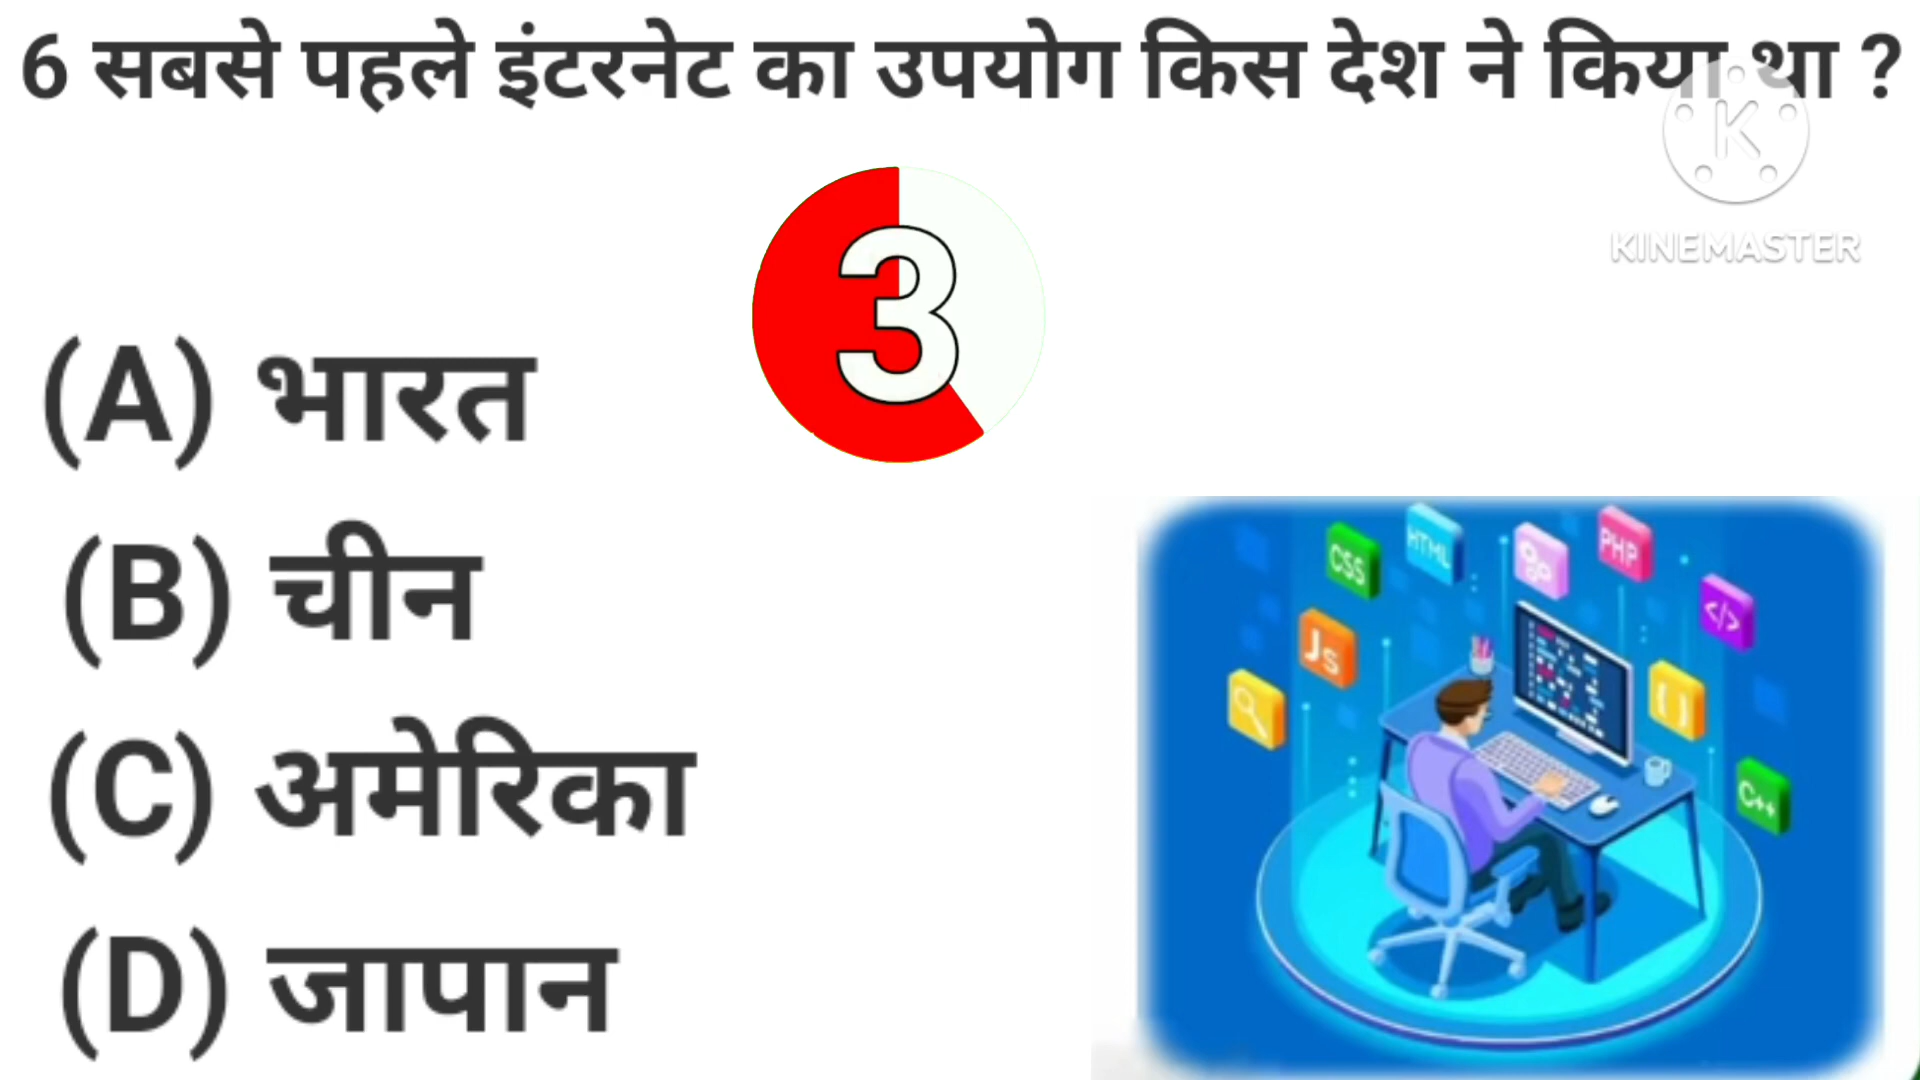 6 सबसे पहले इंटरनेट का उपयोग किस देश ने किया था ?
K
KINEMASTER
3
(A) भारत
(B) चीन
(C) अमेरिका
(D) जापान
CSS
HTML
PHP
</>
Js
{ }
C++